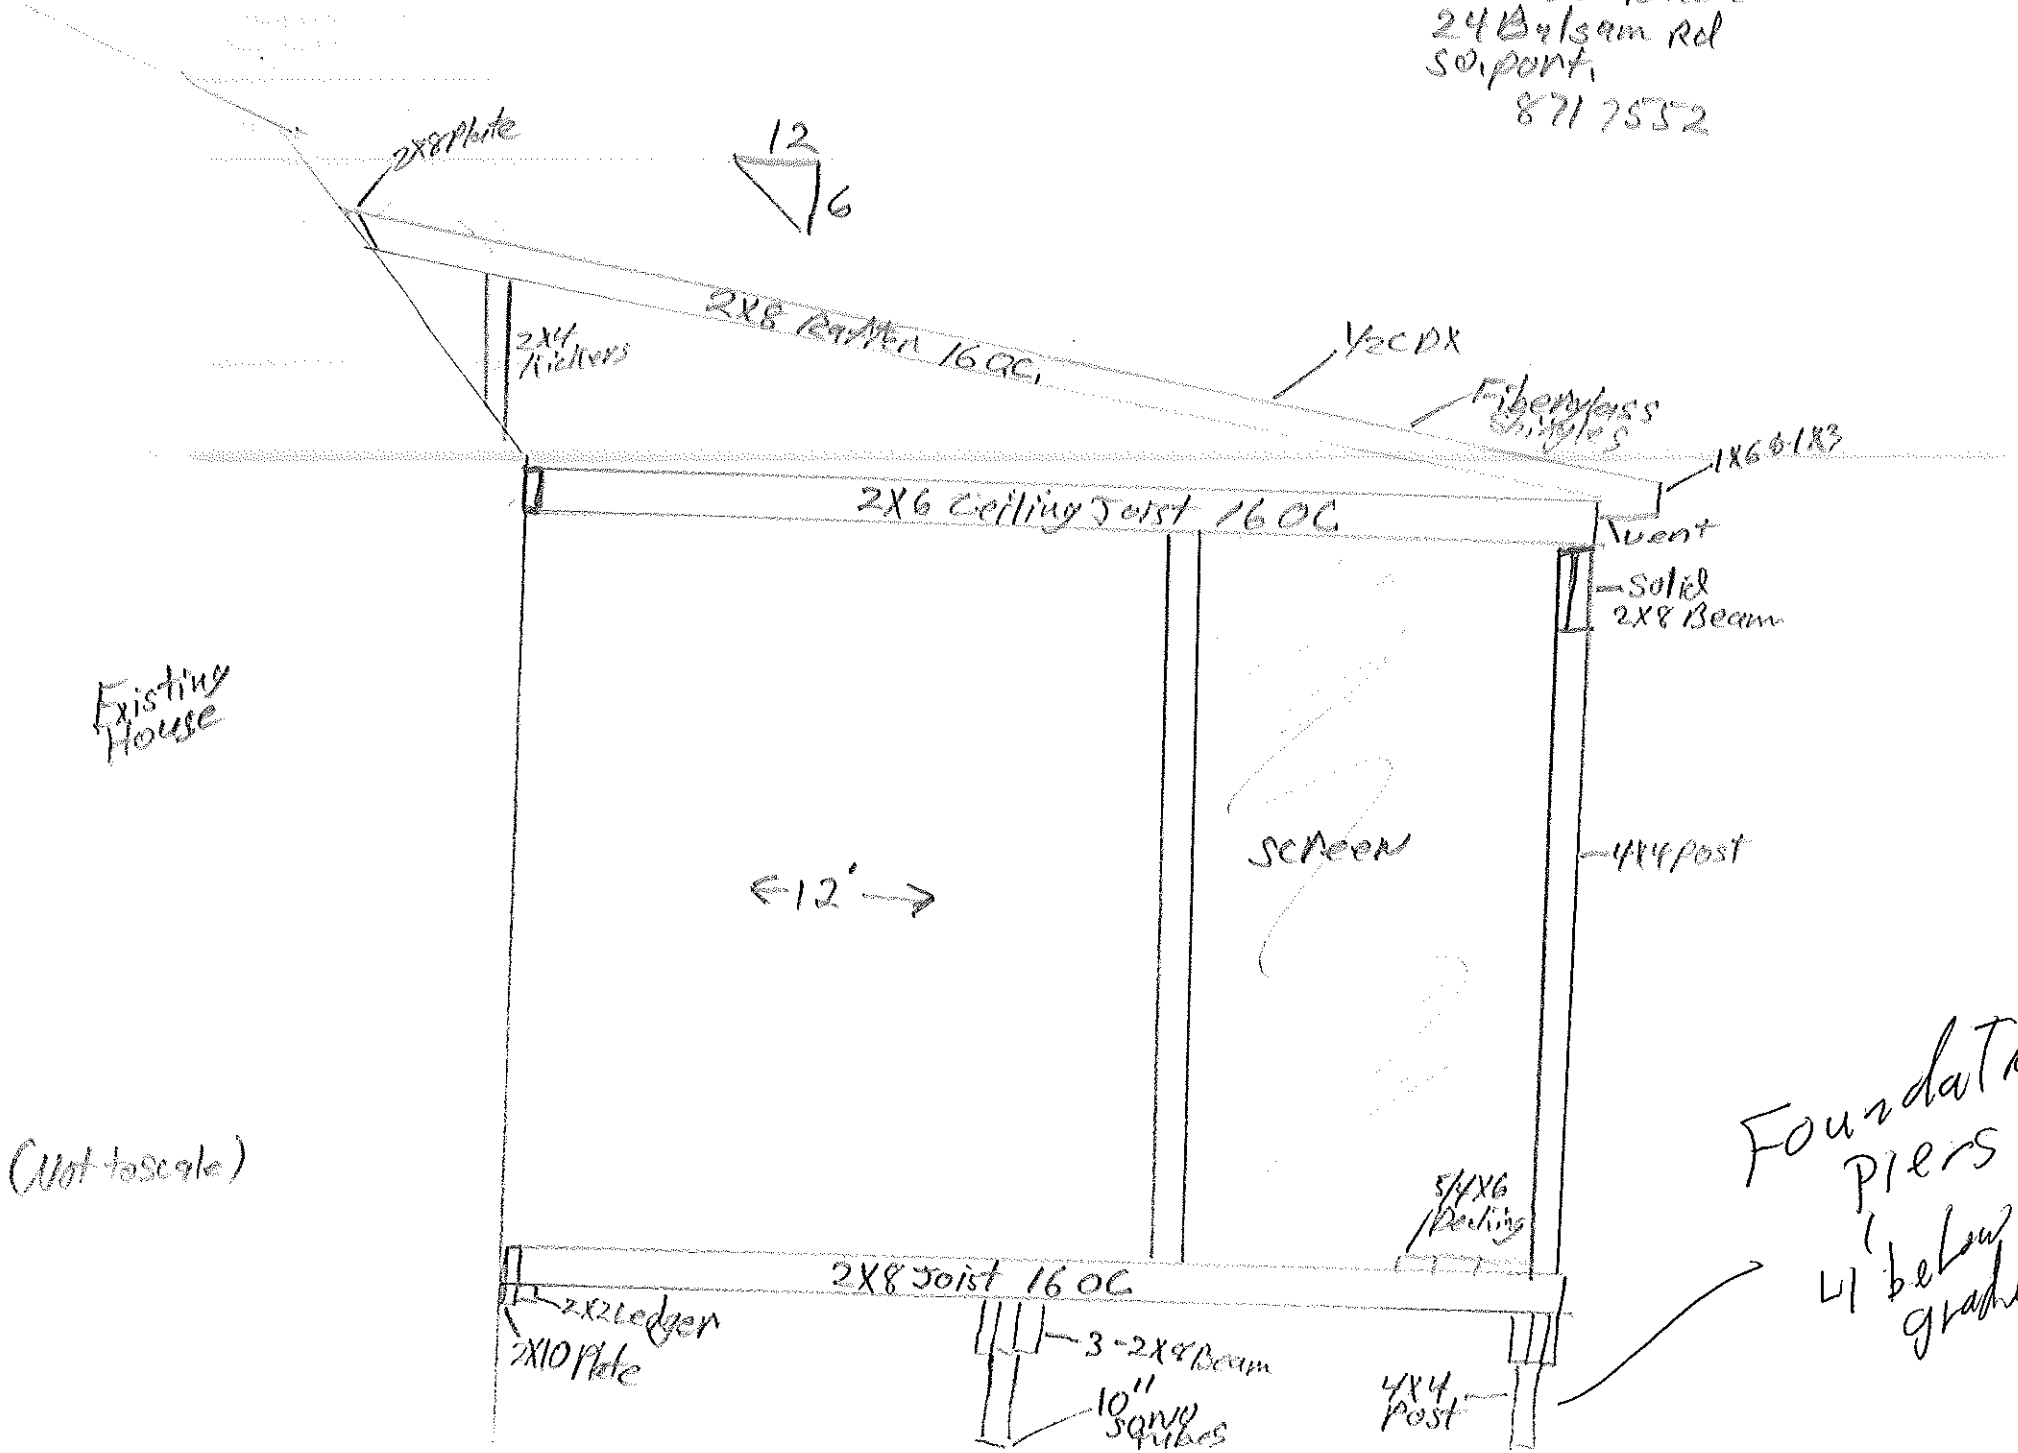 24 Balsam Rd
So. port.
871 7552
2X8 Plate
12
6
2X4
kickers
2X8 Rafter 16 OC.
1/2 CDX
Fiberglass
Shingles
1X6 & 1X3
2X6 Ceiling Joist 16 OC
vent
Solid
2X8 Beam
Existing
House
Screen
4X4 post
12'
(Not to scale)
5/4X6
Decking
Foundati
piers
4' below
grade
2X8 Joist 16 OC
2X2 Ledger
2X10 Plate
3-2X8 Beam
10"
Sono
tubes
4X4
Post